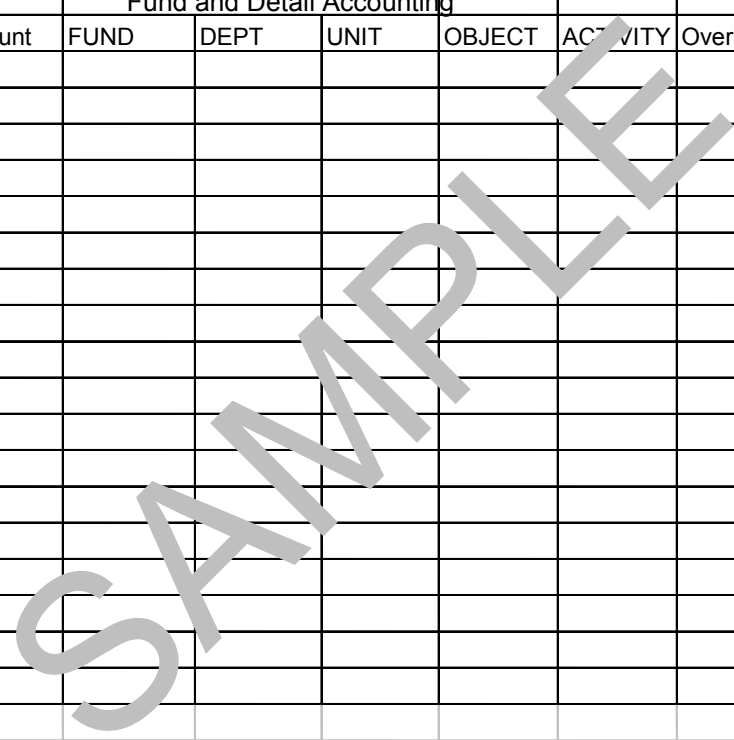 Fund and Detail Accounting
unt FUND DEPT UNIT OBJECT ACTIVITY Over
SAMPLE